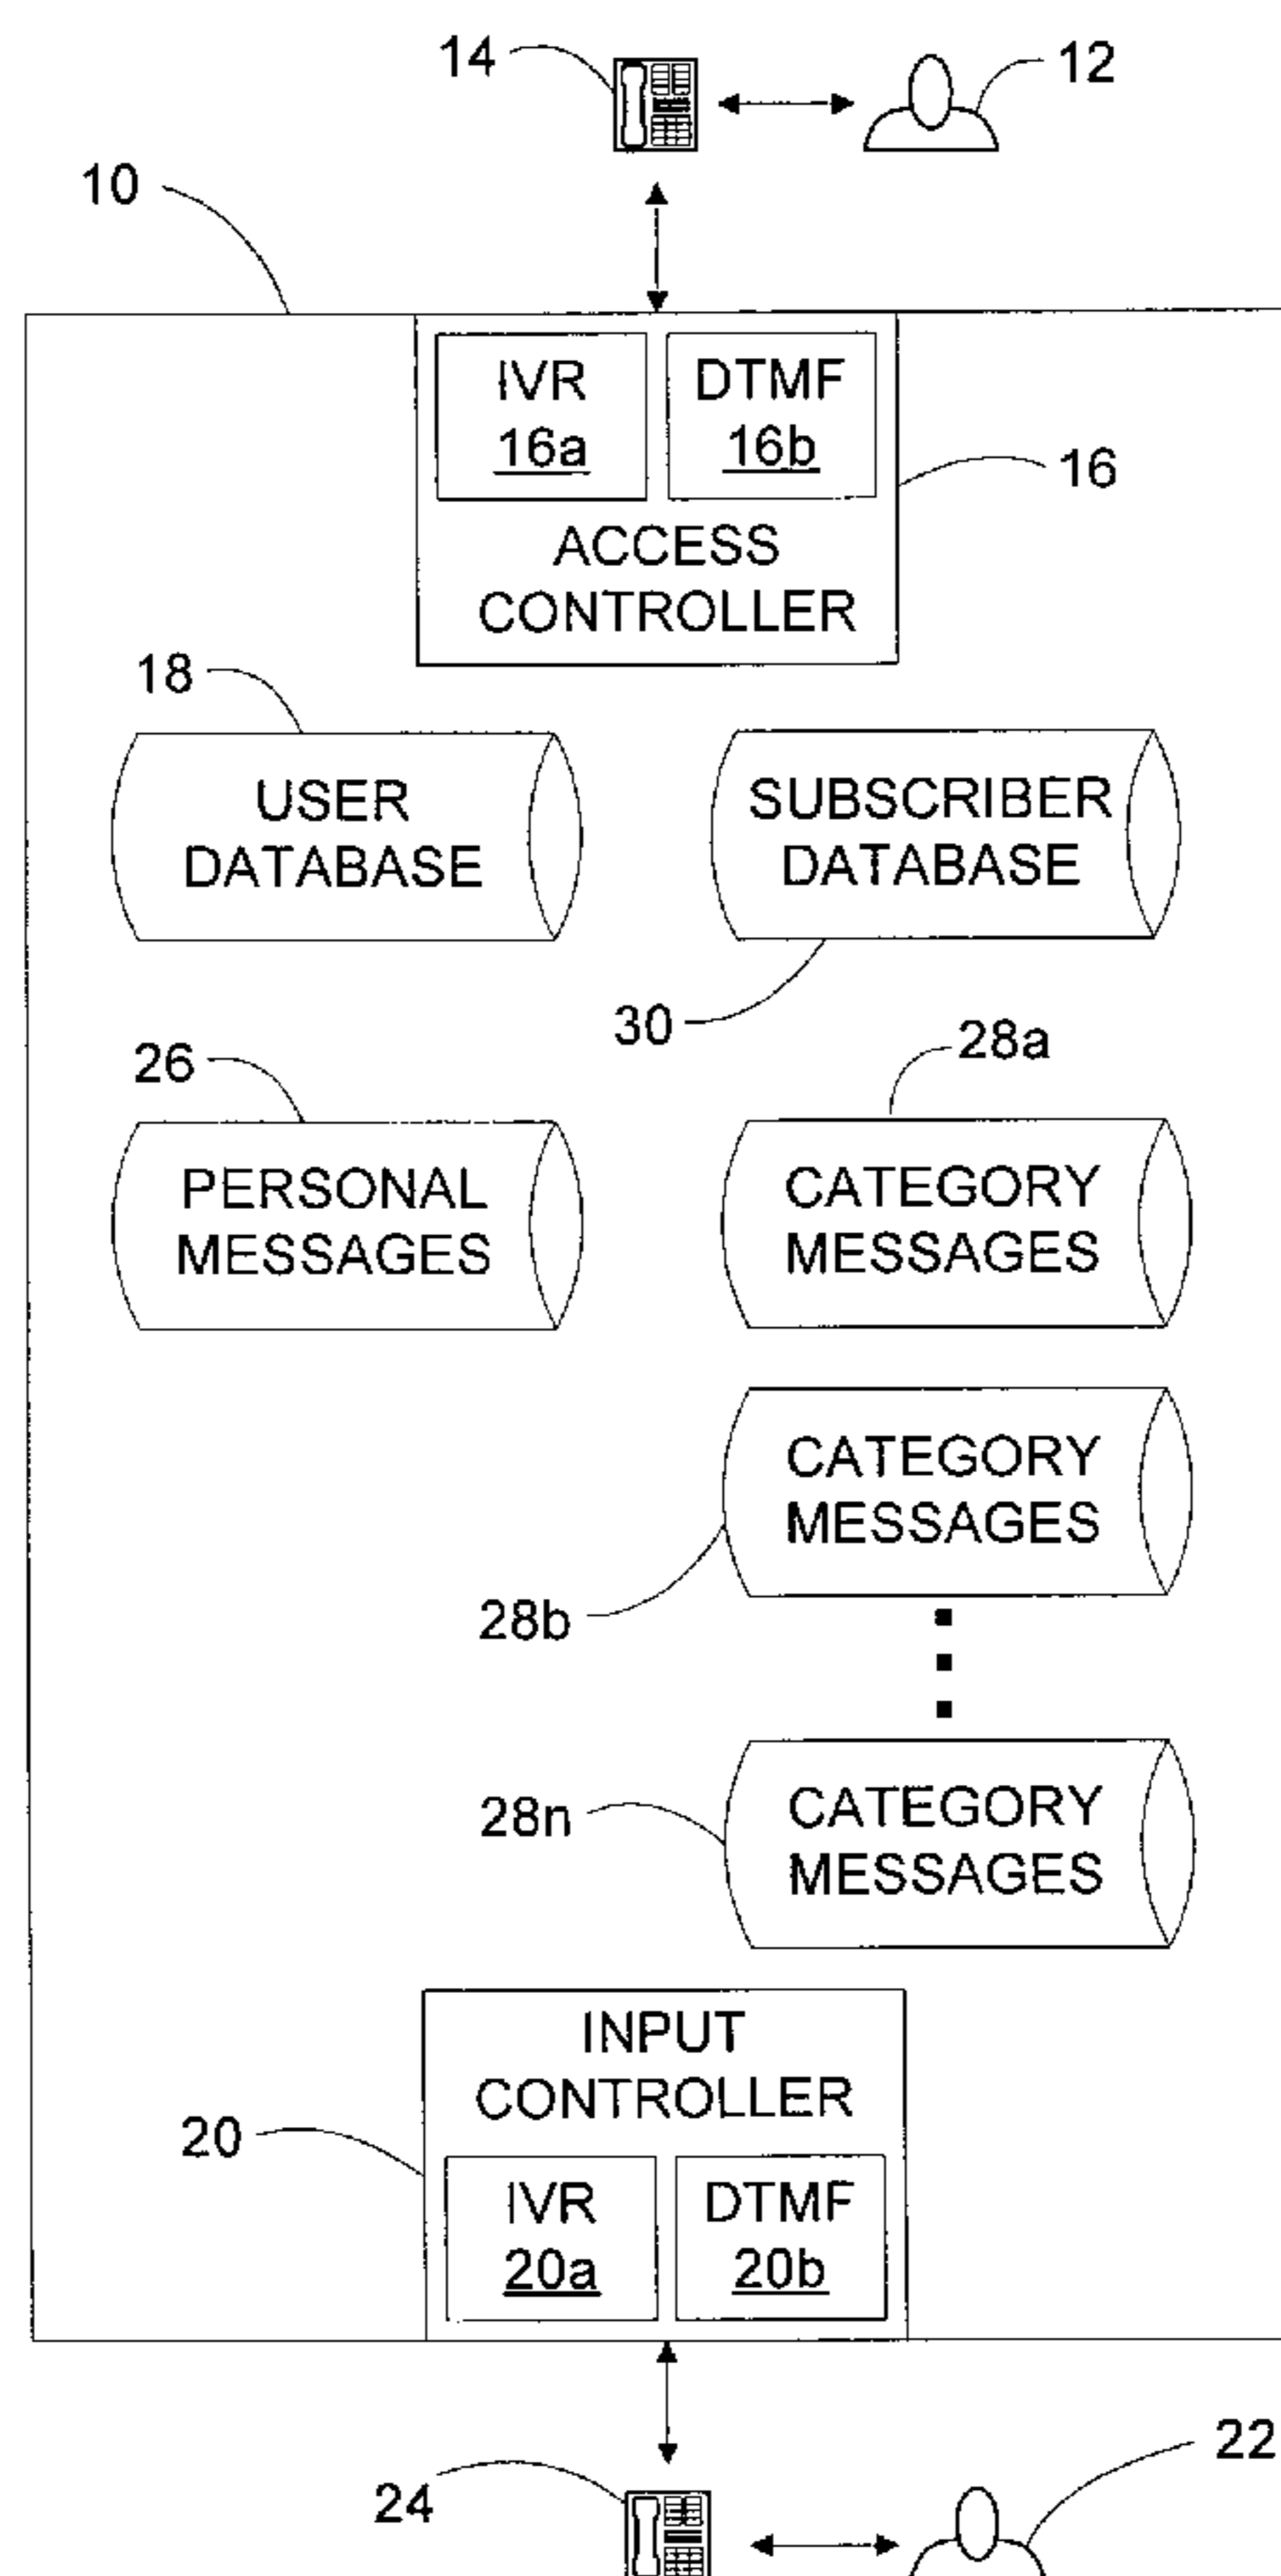 14
12
10
IVR
16a
DTMF
16b
16
ACCESS
CONTROLLER
18
USER
DATABASE
SUBSCRIBER
DATABASE
30
26
28a
PERSONAL
MESSAGES
CATEGORY
MESSAGES
CATEGORY
MESSAGES
28b
28n
CATEGORY
MESSAGES
INPUT
CONTROLLER
20
IVR
20a
DTMF
20b
22
24